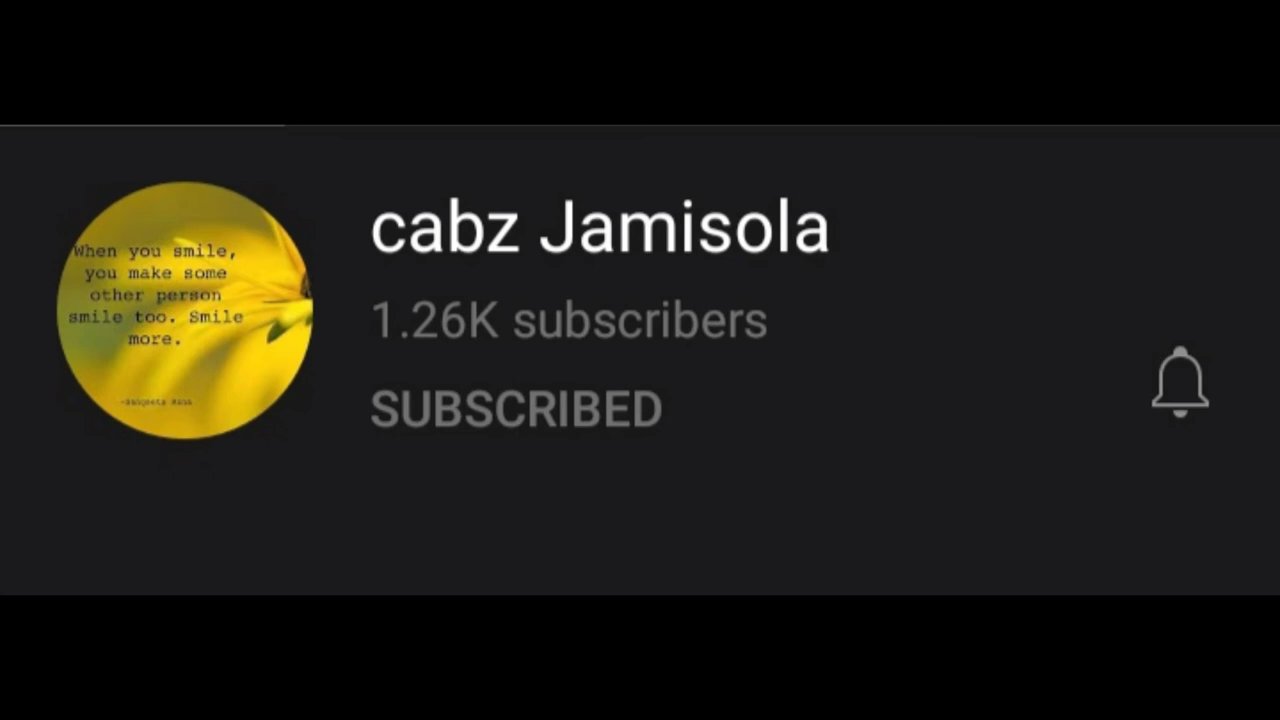 When you smile,
you make some
other person
smile too. Smile
more.
cabz Jamisola
1.26K subscribers
SUBSCRIBED